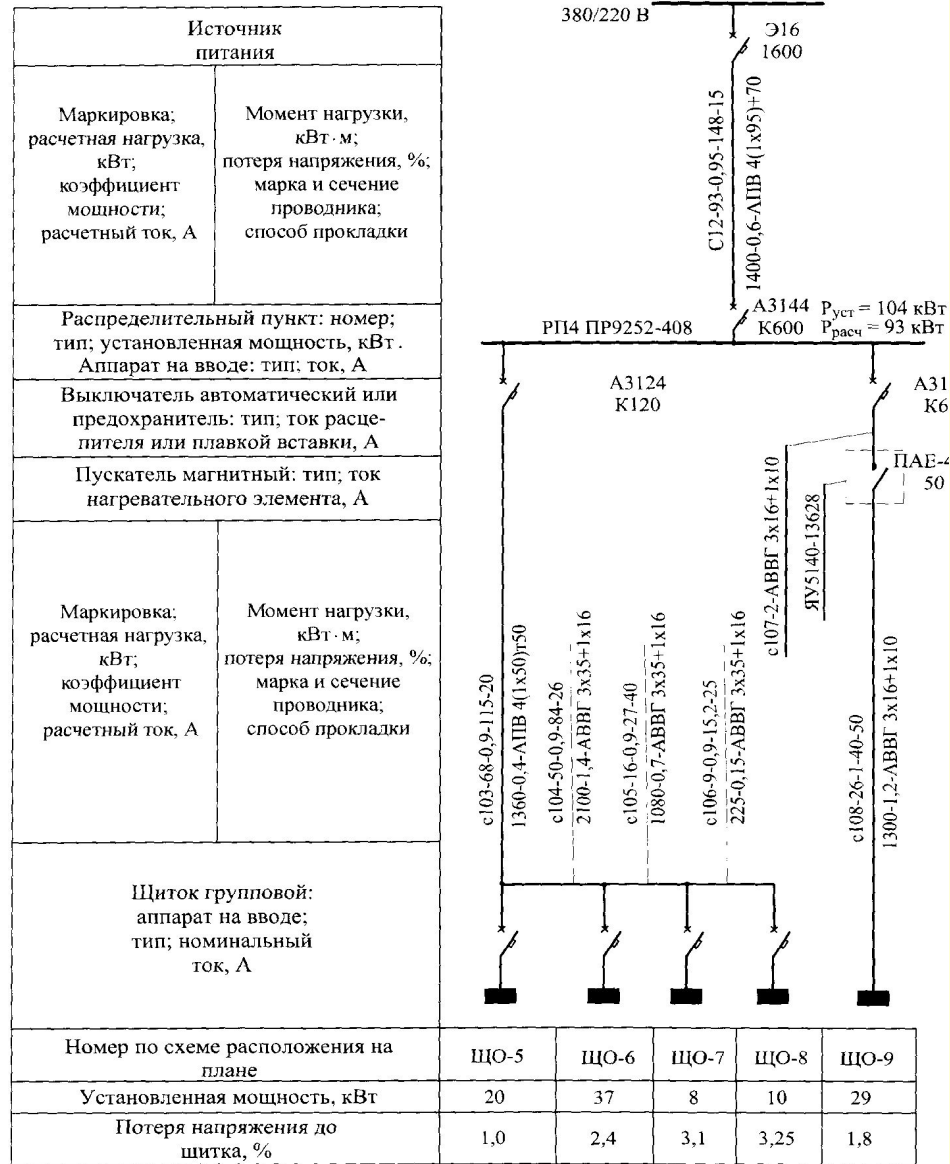 380/220 В
Э16
1600
Источник
питания
Маркировка;
расчетная нагрузка,
кВт;
коэффициент
мощности;
расчетный ток, А
Момент нагрузки,
кВт · м;
потеря напряжения, %;
марка и сечение
проводника;
способ прокладки
С12-93-0,95-148-15
1400-0,6-АПВ 4(1х95)+70
Распределительный пункт: номер;
тип; установленная мощность, кВт .
Аппарат на вводе: тип; ток, А
РП4 ПР9252-408
А3144
К600
Pуст = 104 кВт
Pрасч = 93 кВт
Выключатель автоматический или
предохранитель: тип; ток расце-
пителя или плавкой вставки, А
А3124
К120
А31
К6
Пускатель магнитный: тип; ток
нагревательного элемента, А
ПАЕ-4
50
с107-2-АВВГ 3х16+1х10
ЯУ5140-13628
Маркировка;
расчетная нагрузка,
кВт;
коэффициент
мощности;
расчетный ток, А
Момент нагрузки,
кВт · м;
потеря напряжения, %;
марка и сечение
проводника;
способ прокладки
с103-68-0,9-115-20
1360-0,4-АПВ 4(1х50)т50
с104-50-0,9-84-26
2100-1,4-АВВГ 3х35+1х16
с105-16-0,9-27-40
1080-0,7-АВВГ 3х35+1х16
с106-9-0,9-15,2-25
225-0,15-АВВГ 3х35+1х16
с108-26-1-40-50
1300-1,2-АВВГ 3х16+1х10
Щиток групповой:
аппарат на вводе;
тип; номинальный
ток, А
Номер по схеме расположения на
плане
ЩО-5 ЩО-6 ЩО-7 ЩО-8 ЩО-9
Установленная мощность, кВт 20 37 8 10 29
Потеря напряжения до
щитка, %
1,0 2,4 3,1 3,25 1,8